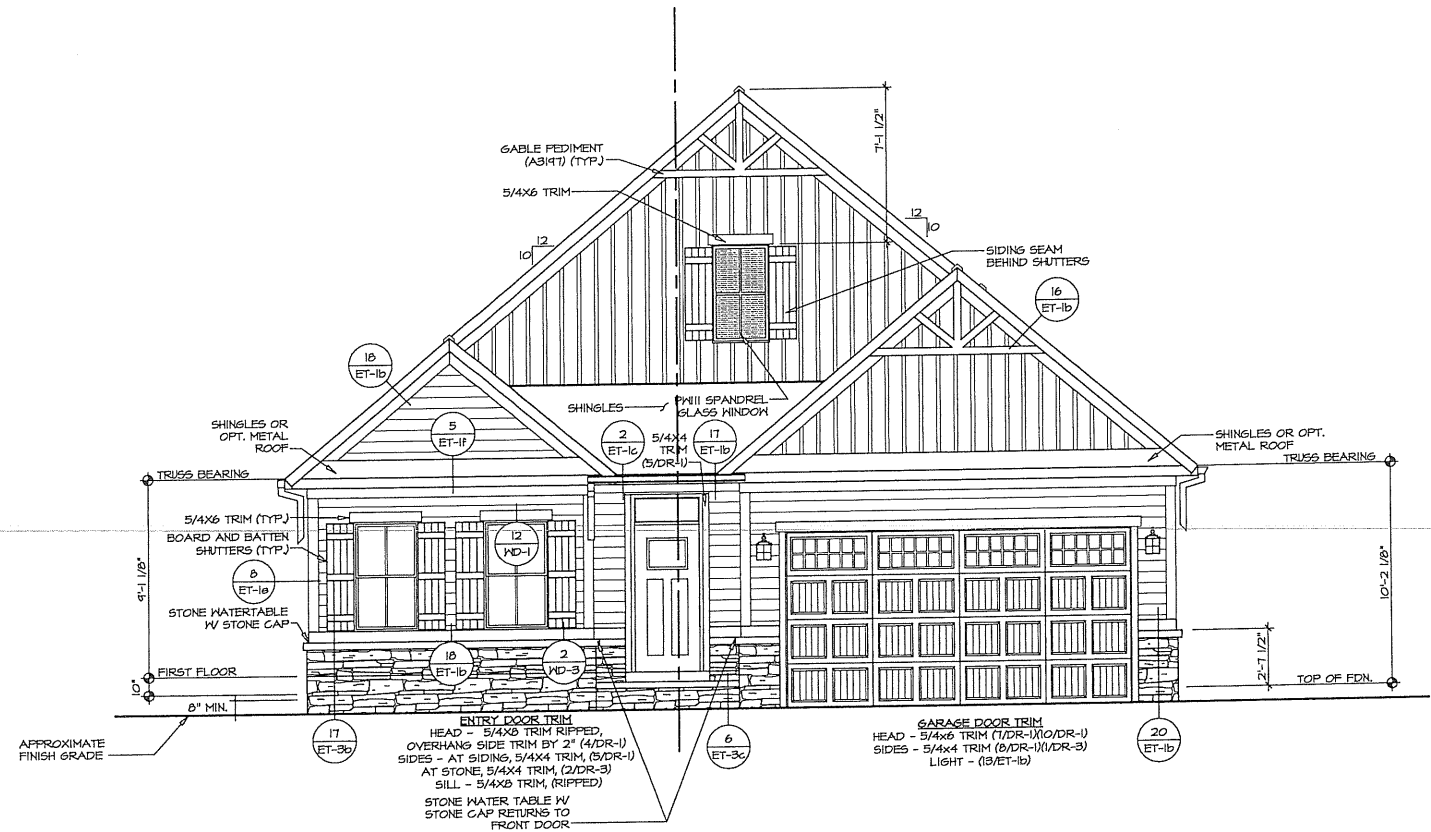 7'-1 1/2"
GABLE PEDIMENT
(A3197) (TYP.)
5/4X6 TRIM
12
10
12
10
SIDING SEAM
BEHIND SHUTTERS
16
ET-1b
18
ET-1b
SHINGLES
PW111 SPANDREL
GLASS WINDOW
SHINGLES OR
OPT. METAL
ROOF
5
ET-1f
2
ET-1c
5/4X4
TRIM
(5/DR-1)
17
ET-1b
SHINGLES OR OPT.
METAL ROOF
TRUSS BEARING
TRUSS BEARING
5/4X6 TRIM (TYP.)
BOARD AND BATTEN
SHUTTERS (TYP.)
12
WD-1
9'-1 1/8"
8
ET-1a
10'-2 1/8"
STONE WATERTABLE
W/ STONE CAP
18
ET-1b
2
WD-3
2'-7 1/2"
FIRST FLOOR
10"
8" MIN.
TOP OF FDN.
APPROXIMATE
FINISH GRADE
17
ET-3b
ENTRY DOOR TRIM
HEAD - 5/4X8 TRIM RIPPED,
OVERHANG SIDE TRIM BY 2" (4/DR-1)
SIDES - AT SIDING, 5/4X4 TRIM, (5/DR-1)
AT STONE, 5/4X4 TRIM, (2/DR-3)
SILL - 5/4X8 TRIM, (RIPPED)
6
ET-3c
GARAGE DOOR TRIM
HEAD - 5/4x6 TRIM (7/DR-1)(10/DR-1)
SIDES - 5/4x4 TRIM (8/DR-1)(1/DR-3)
LIGHT - (13/ET-1b)
20
ET-1b
STONE WATER TABLE W/
STONE CAP RETURNS TO
FRONT DOOR